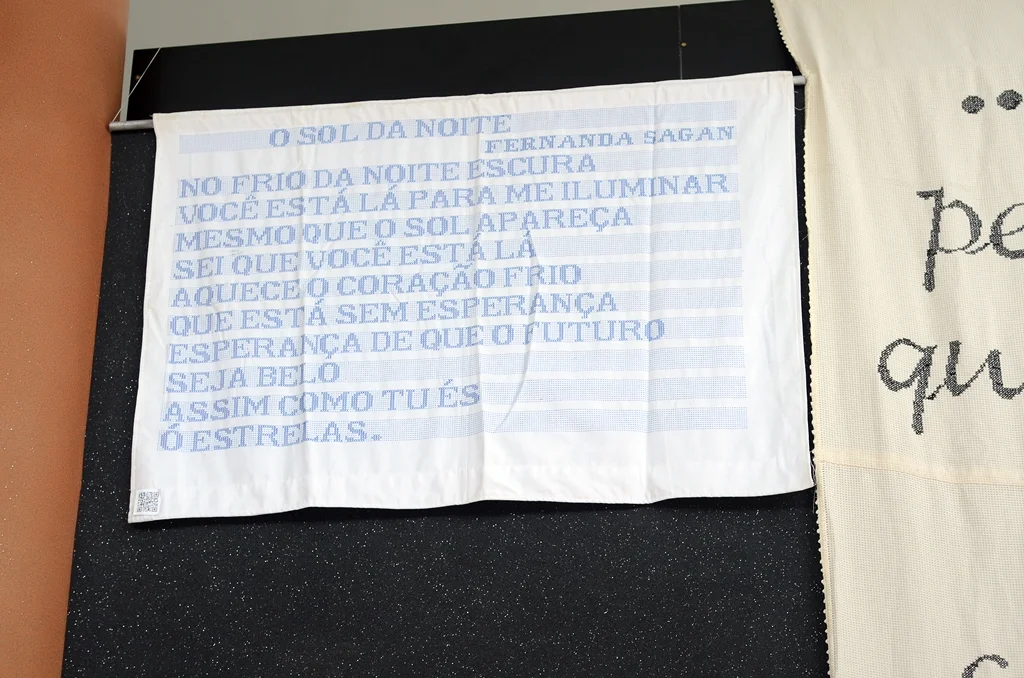 O SOL DA NOITE
FERNANDA SAGAN
NO FRIO DA NOITE ESCURA
VOCÊ ESTÁ LÁ PARA ME ILUMINAR
MESMO QUE O SOL APAREÇA
SEI QUE VOCÊ ESTÁ LÁ
AQUECE O CORAÇÃO FRIO
QUE ESTÁ SEM ESPERANÇA
ESPERANÇA DE QUE O FUTURO
SEJA BELO
ASSIM COMO TU ÉS
Ó ESTRELAS.
pe
qu